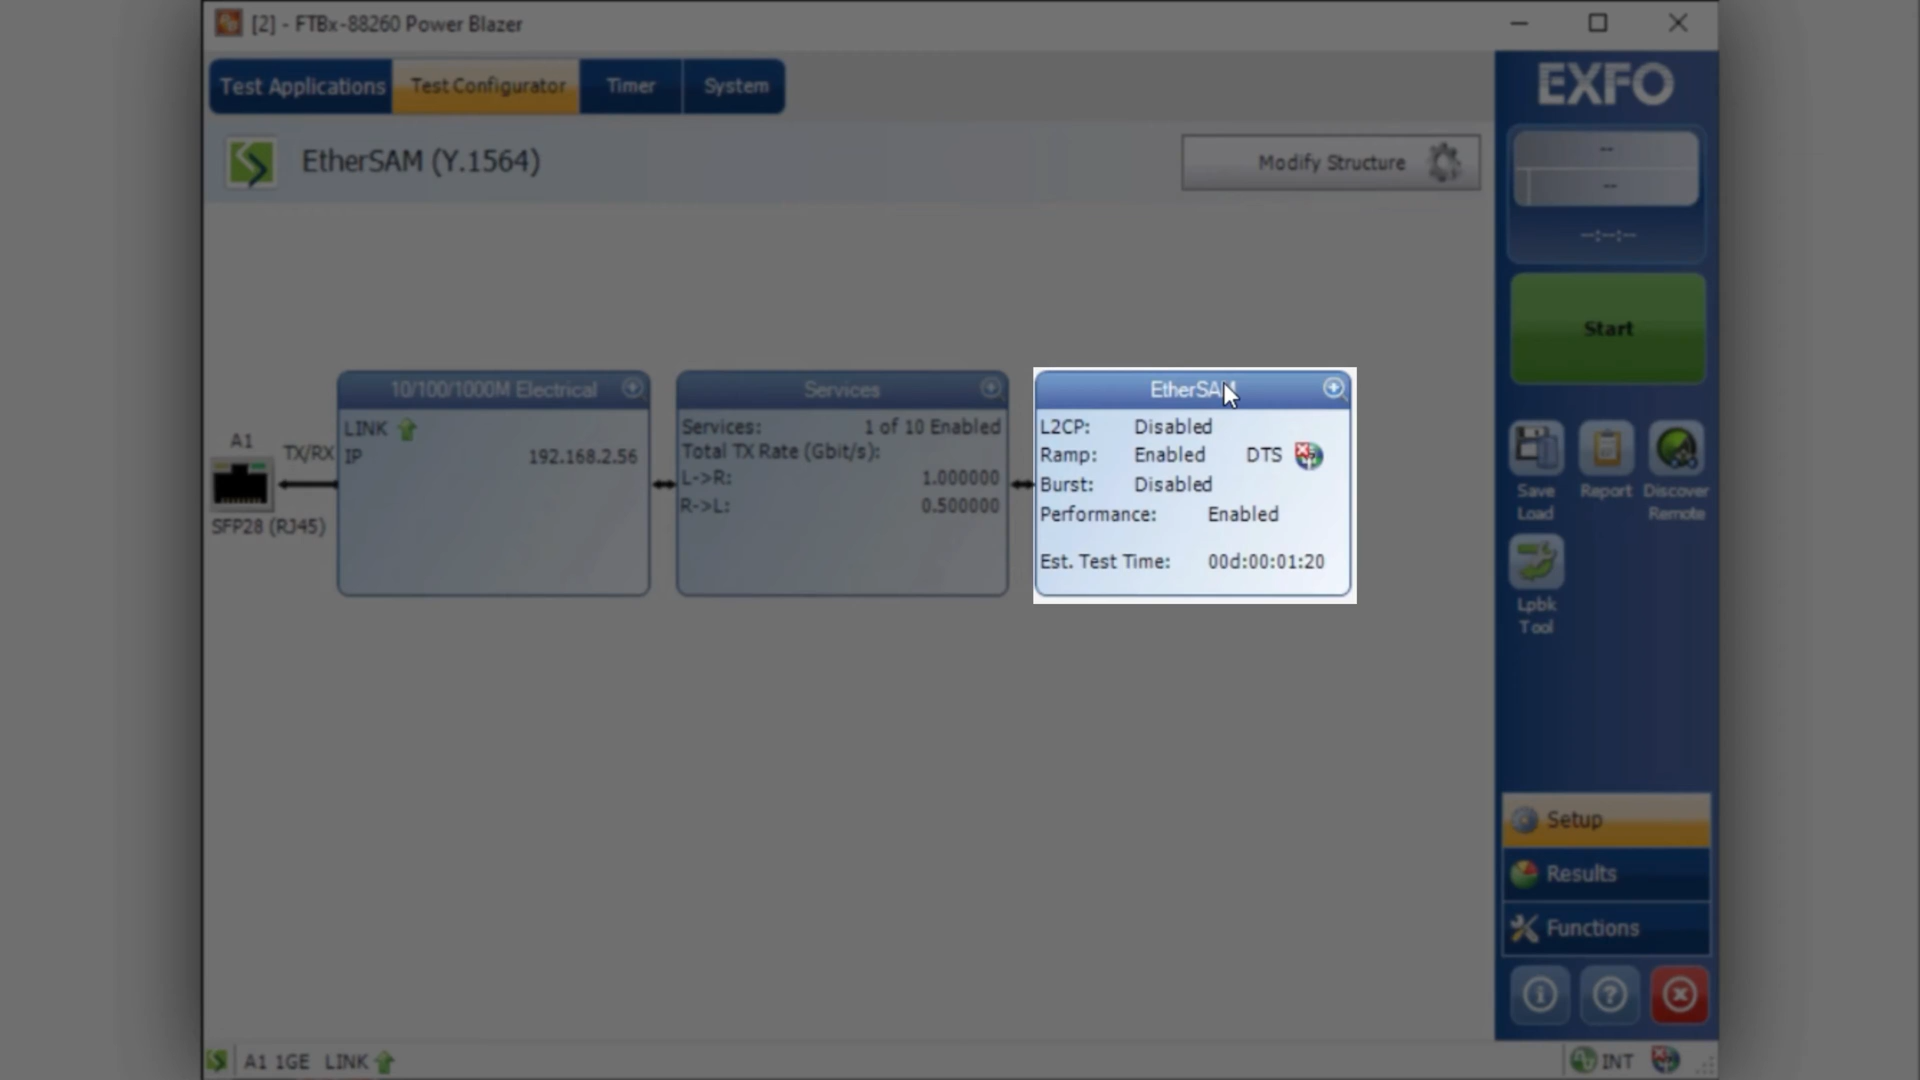 [2] - FTBx-88260 Power Blazer
Test Applications
Test Configurator
Timer
System
EXFO
EtherSAM (Y.1564)
Modify Structure
--
--
--:--:--
Start
Save
Load
Report
Discover
Remote
Lpbk
Tool
A1
TX/RX
SFP28 (RJ45)
10/100/1000M Electrical
LINK
IP 192.168.2.56
Services
Services: 1 of 10 Enabled
Total TX Rate (Gbit/s):
L->R: 1.000000
R->L: 0.500000
EtherSAM
L2CP: Disabled
Ramp: Enabled DTS
Burst: Disabled
Performance: Enabled
Est. Test Time: 00d:00:01:20
Setup
Results
Functions
A1 1GE LINK
INT